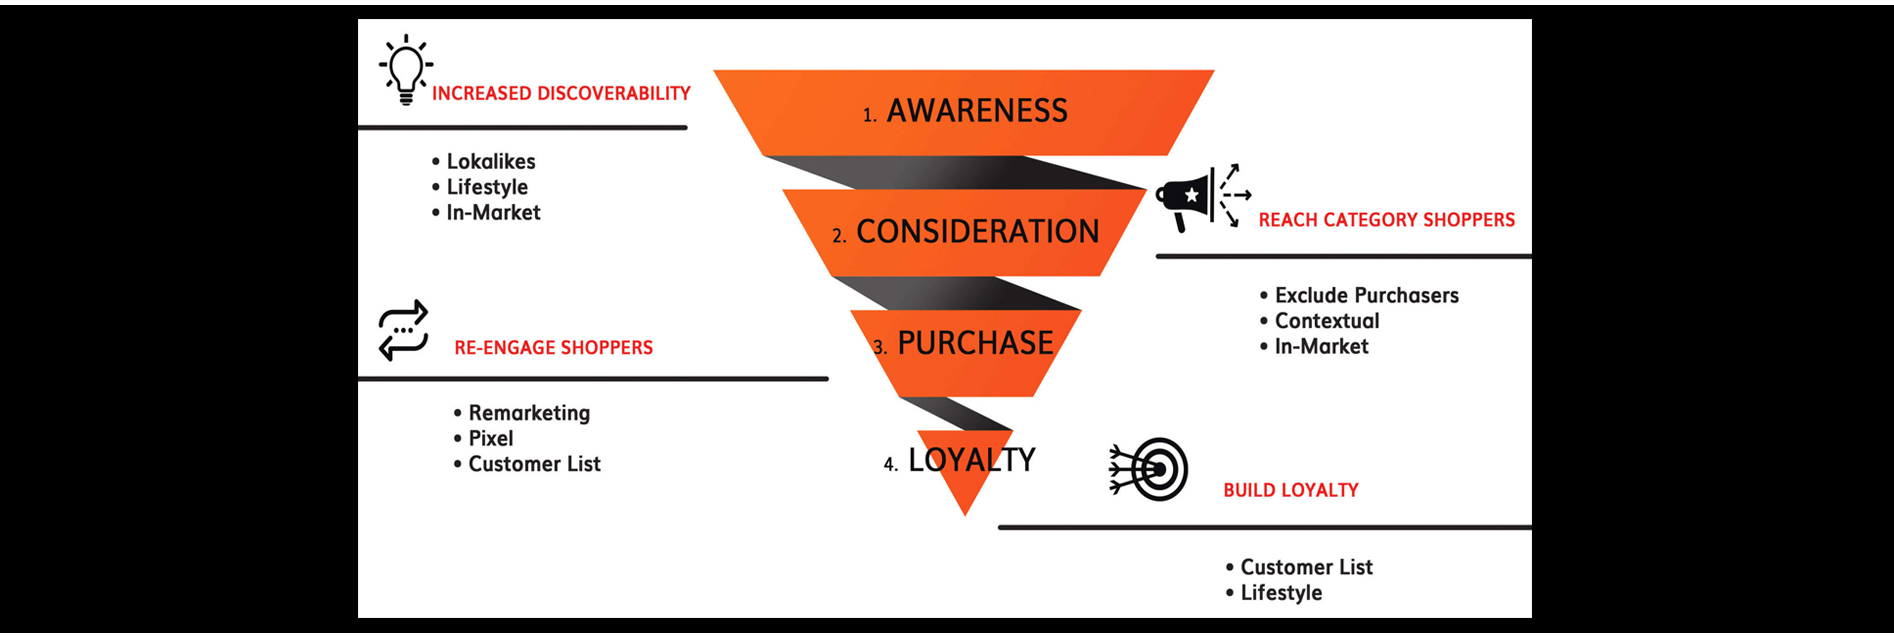 INCREASED DISCOVERABILITY
• Lokalikes
• Lifestyle
• In-Market
1. AWARENESS
2. CONSIDERATION
REACH CATEGORY SHOPPERS
• Exclude Purchasers
• Contextual
• In-Market
RE-ENGAGE SHOPPERS
• Remarketing
• Pixel
• Customer List
3. PURCHASE
4. LOYALTY
BUILD LOYALTY
• Customer List
• Lifestyle